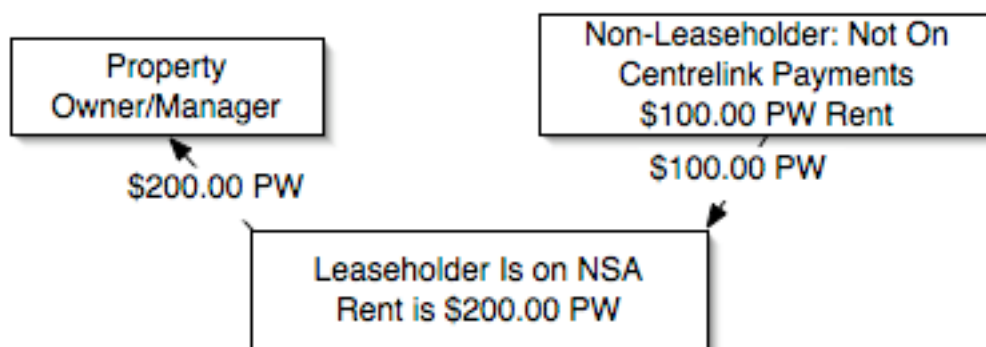 Property
Owner/Manager
Non-Leaseholder: Not On
Centrelink Payments
$100.00 PW Rent
$200.00 PW
$100.00 PW
Leaseholder Is on NSA
Rent is $200.00 PW